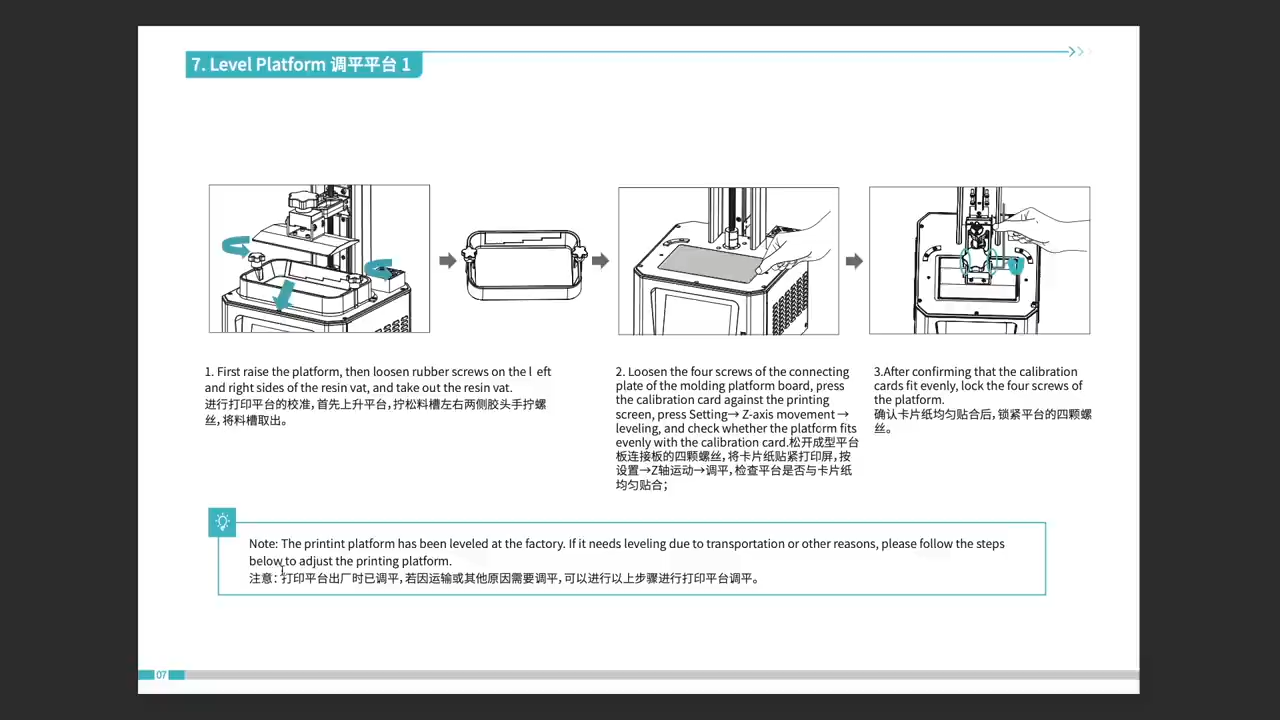 7. Level Platform 调平平台 1
1. First raise the platform, then loosen rubber screws on the l eft
and right sides of the resin vat, and take out the resin vat.
进行打印平台的校准，首先上升平台，拧松料槽左右两侧胶头手拧螺
丝，将料槽取出。
2. Loosen the four screws of the connecting
plate of the molding platform board, press
the calibration card against the printing
screen, press Setting→ Z-axis movement →
leveling, and check whether the platform fits
evenly with the calibration card.松开成型平台
板连接板的四颗螺丝，将卡片纸贴紧打印屏，按
设置→Z轴运动→调平，检查平台是否与卡片纸
均匀贴合；
3.After confirming that the calibration
cards fit evenly, lock the four screws of
the platform.
确认卡片纸均匀贴合后，锁紧平台的四颗螺
丝。
Note: The printint platform has been leveled at the factory. If it needs leveling due to transportation or other reasons, please follow the steps
below to adjust the printing platform.
注意：打印平台出厂时已调平，若因运输或其他原因需要调平，可以进行以上步骤进行打印平台调平。
07